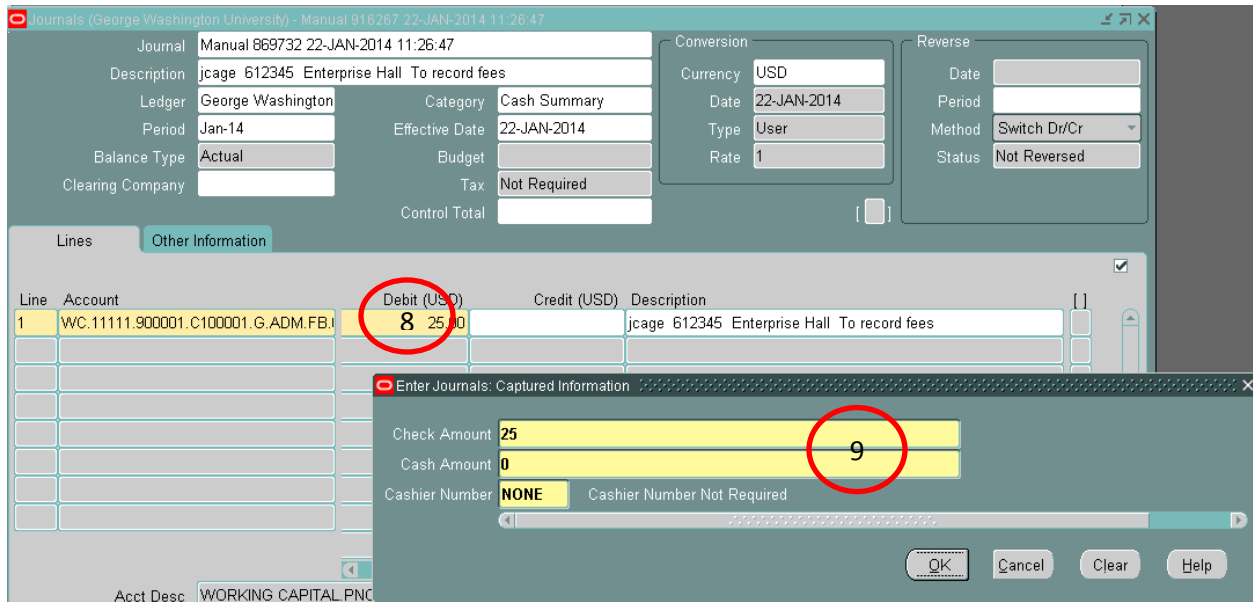 Journals (George Washington University) - Manual 916267 22-JAN-2014 11:26:47
Journal Manual 869732 22-JAN-2014 11:26:47
Description jcage 612345 Enterprise Hall To record fees
Ledger George Washington Category Cash Summary
Period Jan-14 Effective Date 22-JAN-2014
Balance Type Actual Budget
Clearing Company Tax Not Required
Control Total
Conversion
Currency USD
Date 22-JAN-2014
Type User
Rate 1
Reverse
Date
Period
Method Switch Dr/Cr
Status Not Reversed
[ ]
Lines Other Information
Line Account Debit (USD) Credit (USD) Description [ ]
1 WC.11111.900001.C100001.G.ADM.FB. 8 25.00 jcage 612345 Enterprise Hall To record fees
Enter Journals: Captured Information
Check Amount 25
Cash Amount 0
9
Cashier Number NONE Cashier Number Not Required
OK Cancel Clear Help
Acct Desc WORKING CAPITAL.PNC